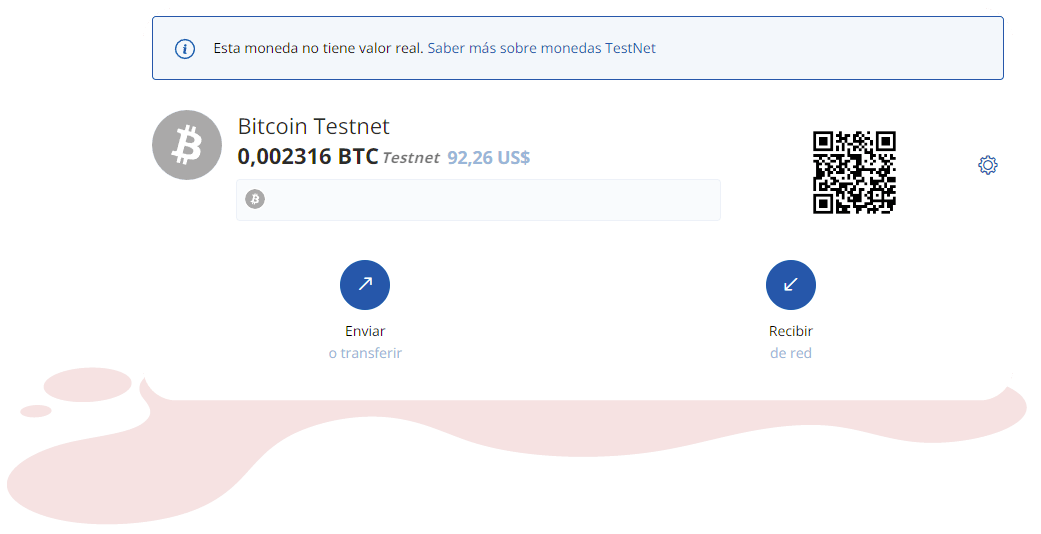 Esta moneda no tiene valor real. Saber más sobre monedas TestNet
Bitcoin Testnet
0,002316 BTC Testnet 92,26 US$
Enviar
o transferir
Recibir
de red